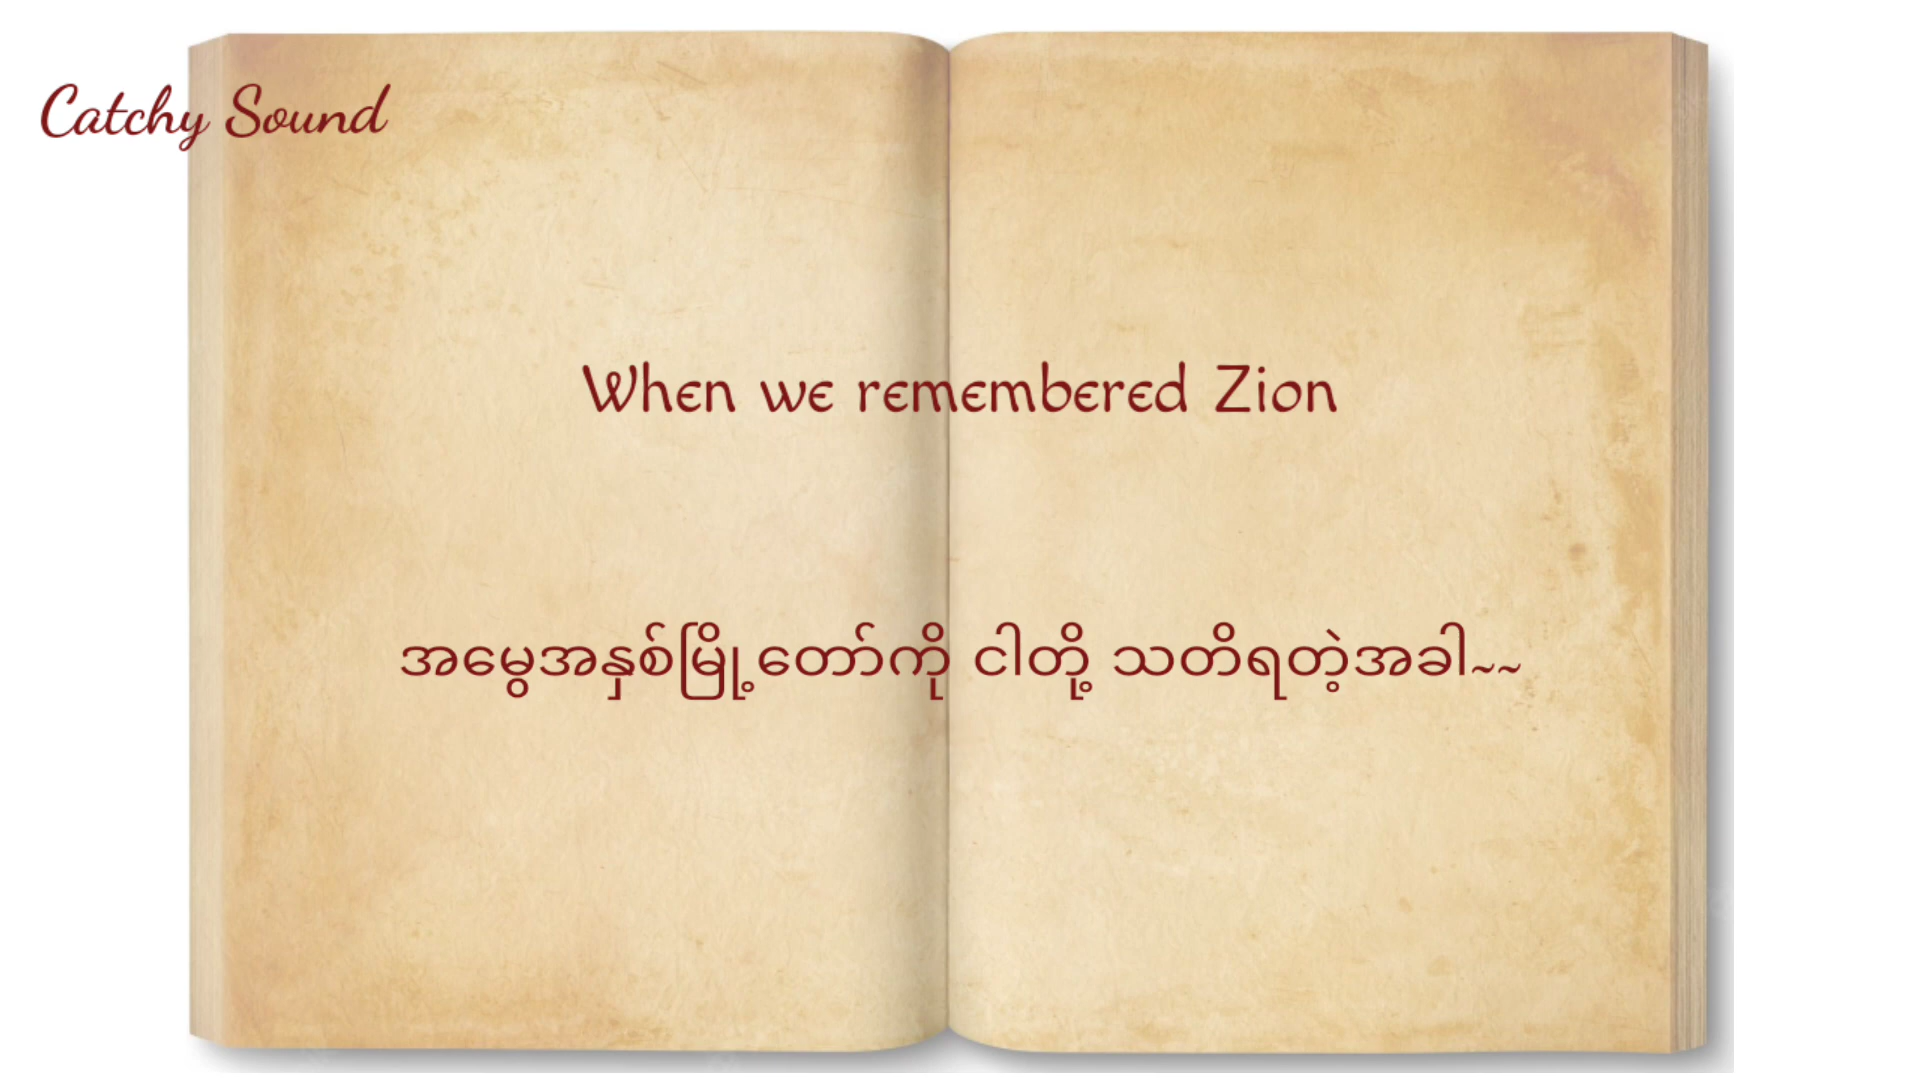 Catchy Sound
When we remembered Zion
အမွေအနှစ်မြို့တော်ကို ငါတို့ သတိရတဲ့အခါ~~